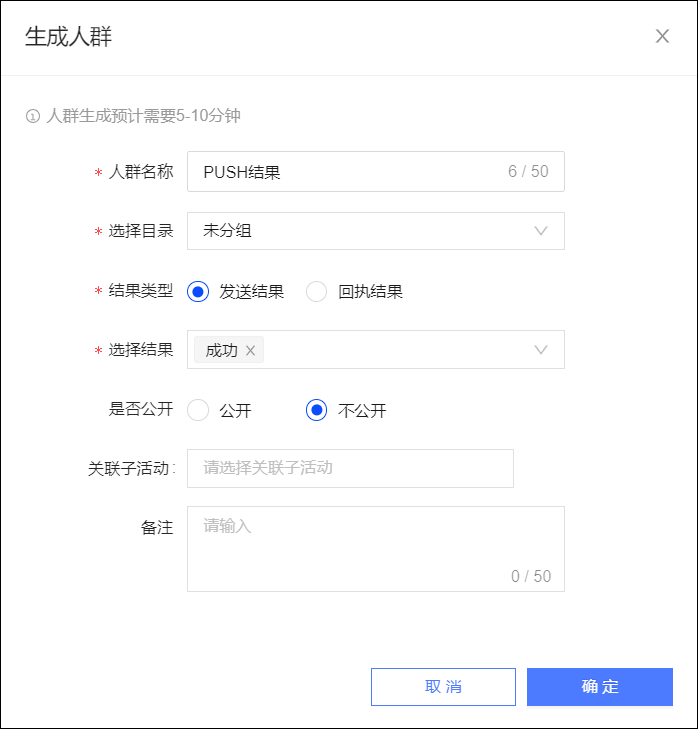 生成人群
人群生成预计需要5-10分钟
* 人群名称 PUSH结果 6 / 50
* 选择目录 未分组
* 结果类型 发送结果 回执结果
* 选择结果 成功
是否公开 公开 不公开
关联子活动: 请选择关联子活动
备注 请输入
0 / 50
取 消 确 定